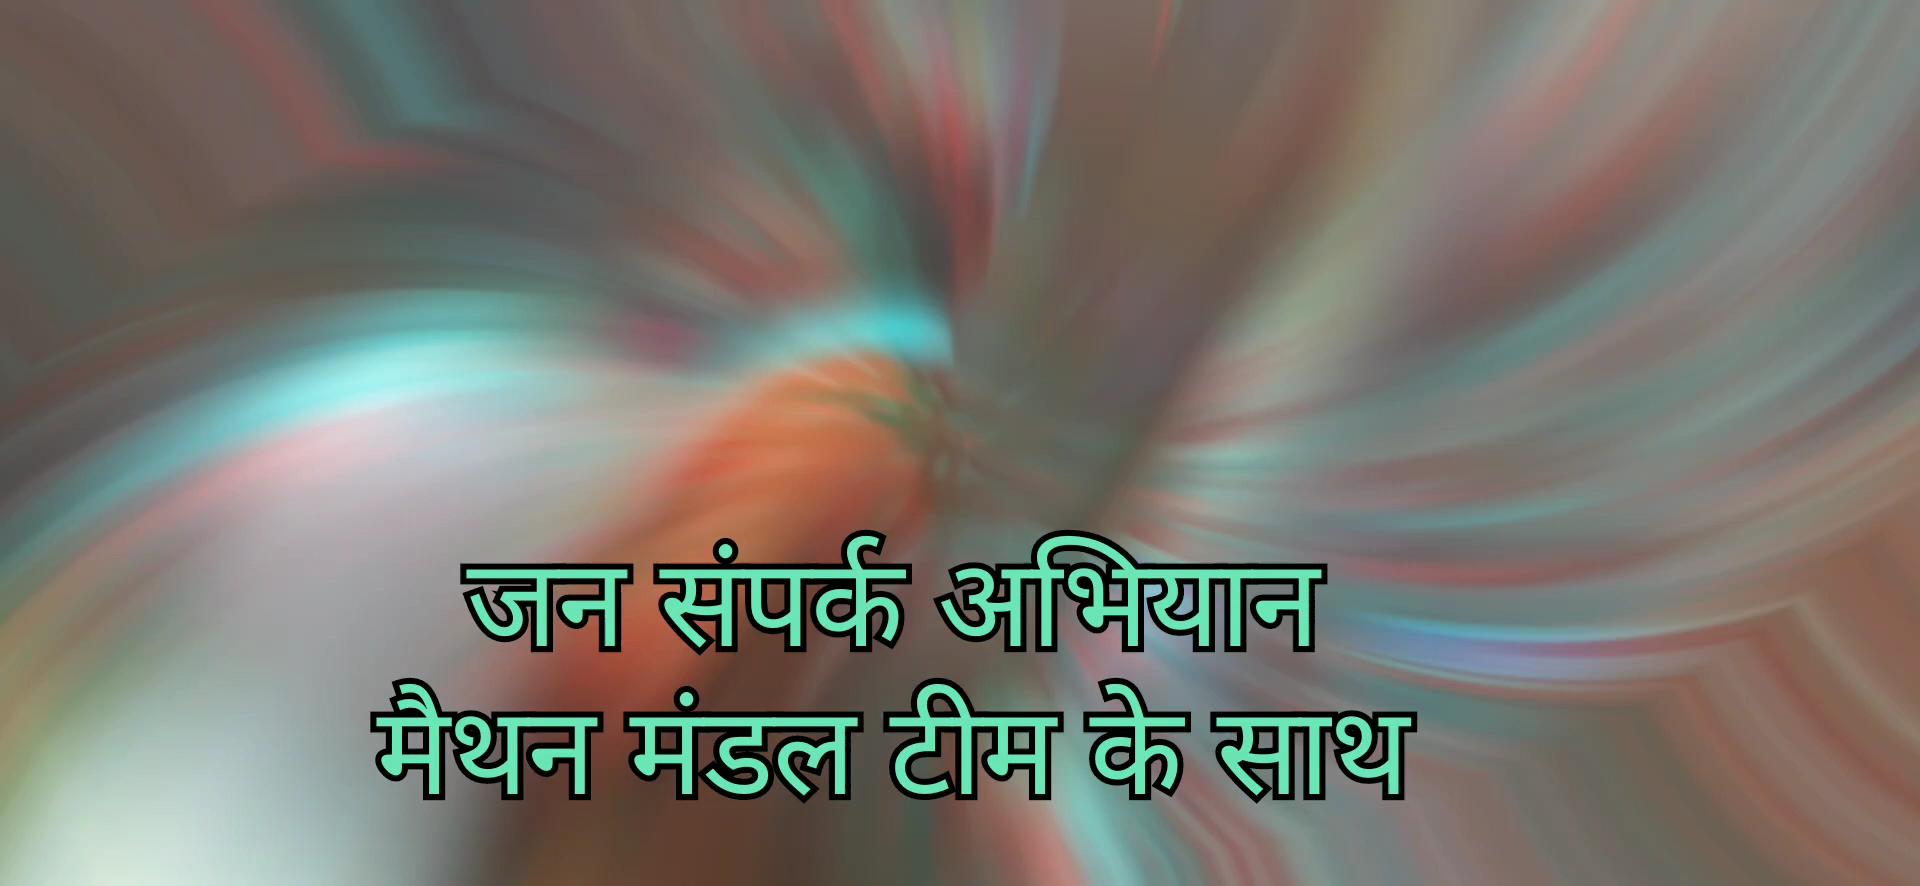 जन संपर्क अभियान
मैथन मंडल टीम के साथ